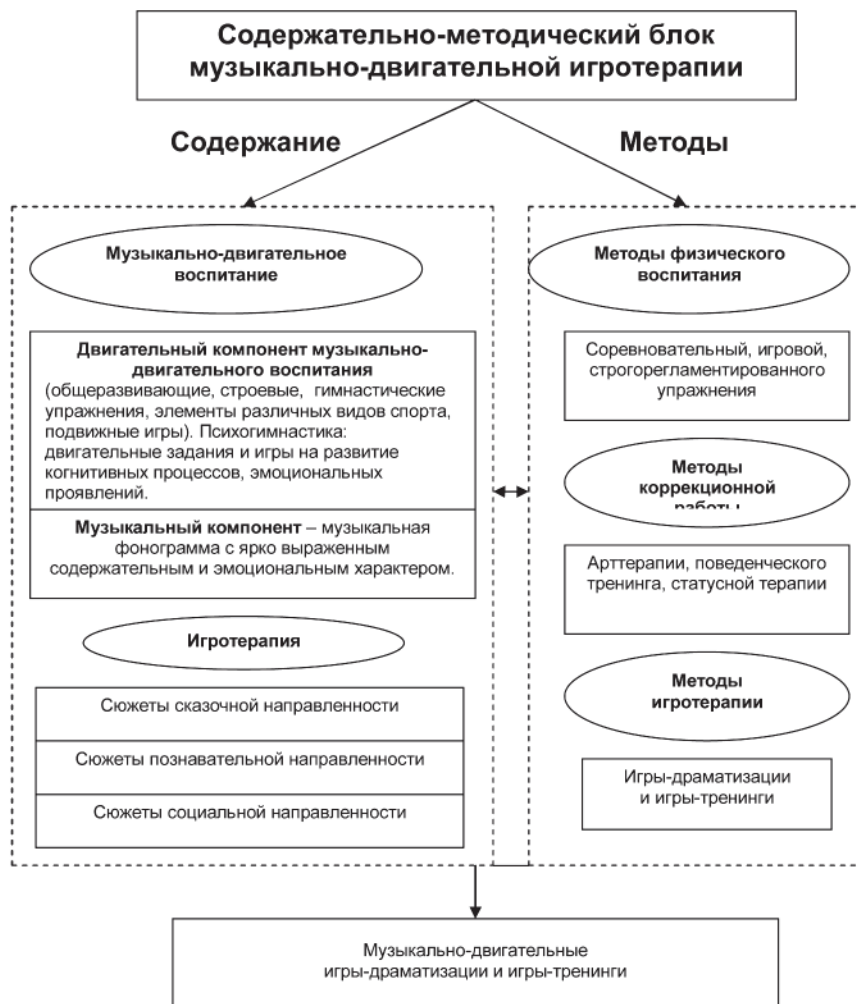 Содержательно-методический блок
музыкально-двигательной игротерапии
Содержание
Методы
Музыкально-двигательное
воспитание
Двигательный компонент музыкально-
двигательного воспитания
(общеразвивающие, строевые, гимнастические
упражнения, элементы различных видов спорта,
подвижные игры). Психогимнастика:
двигательные задания и игры на развитие
когнитивных процессов, эмоциональных
проявлений.
Музыкальный компонент – музыкальная
фонограмма с ярко выраженным
содержательным и эмоциональным характером.
Игротерапия
Сюжеты сказочной направленности
Сюжеты познавательной направленности
Сюжеты социальной направленности
Методы физического
воспитания
Соревновательный, игровой,
строгорегламентированного
упражнения
Методы
коррекционной
работы
Арттерапии, поведенческого
тренинга, статусной терапии
Методы
игротерапии
Игры-драматизации
и игры-тренинги
Музыкально-двигательные
игры-драматизации и игры-тренинги